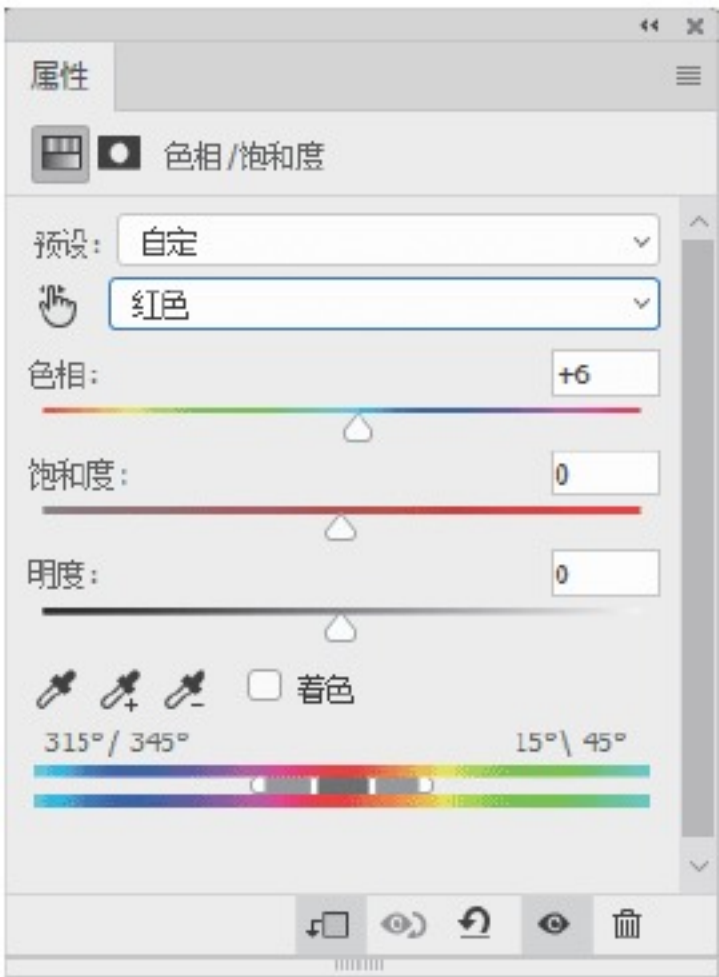 属性
色相/饱和度
预设: 自定
红色
色相: +6
饱和度: 0
明度: 0
着色
315°/ 345° 15°\ 45°